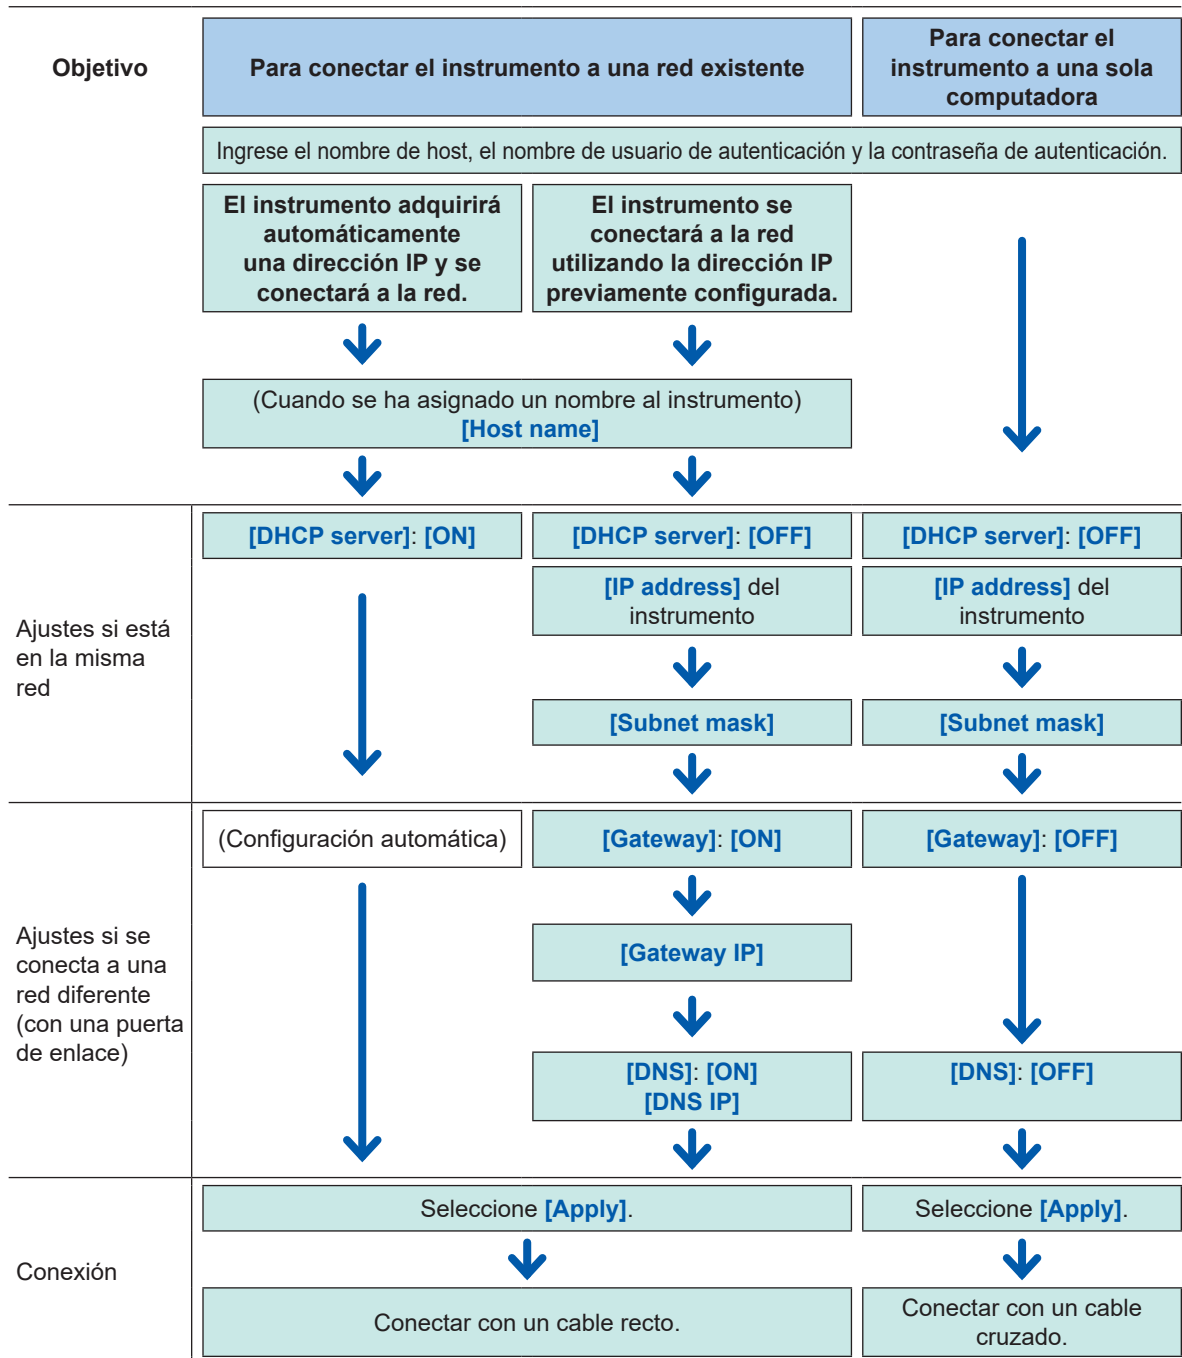 Objetivo
Para conectar el instrumento a una red existente
Para conectar el
instrumento a una sola
computadora
Ingrese el nombre de host, el nombre de usuario de autenticación y la contraseña de autenticación.
El instrumento adquirirá
automáticamente
una dirección IP y se
conectará a la red.
El instrumento se
conectará a la red
utilizando la dirección IP
previamente configurada.
(Cuando se ha asignado un nombre al instrumento)
[Host name]
Ajustes si está
en la misma
red
[DHCP server]: [ON]
[DHCP server]: [OFF]
[DHCP server]: [OFF]
[IP address] del
instrumento
[IP address] del
instrumento
[Subnet mask]
[Subnet mask]
Ajustes si se
conecta a una
red diferente
(con una puerta
de enlace)
(Configuración automática)
[Gateway]: [ON]
[Gateway]: [OFF]
[Gateway IP]
[DNS]: [ON]
[DNS IP]
[DNS]: [OFF]
Conexión
Seleccione [Apply].
Seleccione [Apply].
Conectar con un cable recto.
Conectar con un cable
cruzado.